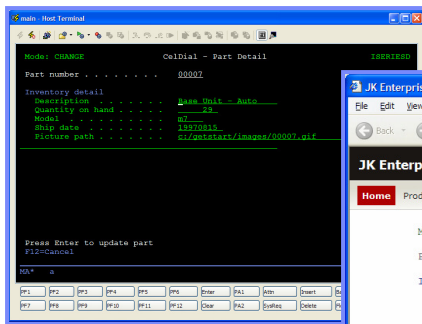 - Host Terminal
Mode: CHANGE CelDial - Part Detail ISERIESD
Part number . . . . . . . . 00007
Inventory detail
Description . . . . . . . Base Unit - Auto
Quantity on hand . . . . . 29
Model . . . . . . . . . . m7
Ship date . . . . . . . . 19970815
Picture path . . . . . . . c:/getstart/images/00007.gif
Press Enter to update part
F12=Cancel
MA* a
PF1 PF2 PF3 PF4 PF5 PF6 Enter PA1 Attn Insert
PF7 PF8 PF9 PF10 PF11 PF12 Clear PA2 SysReq Delete
JK Enterpris
File Edit View
Back
JK Enterp
Home Prod